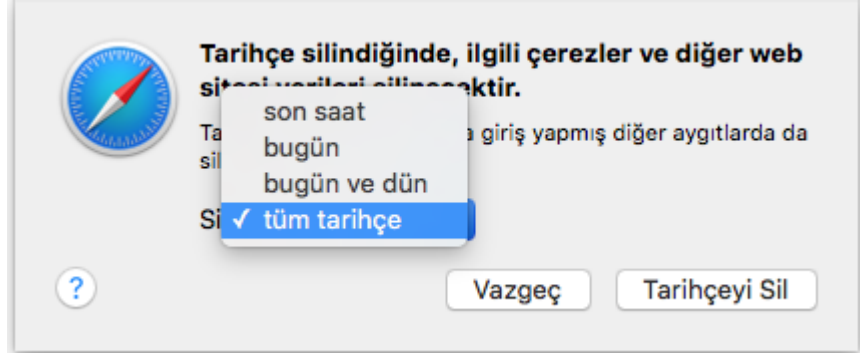 Tarihçe silindiğinde, ilgili çerezler ve diğer web
ktir.
son saat
giriş yapmış diğer aygıtlarda da
bugün
bugün ve dün
✓ tüm tarihçe
? Vazgeç Tarihçeyi Sil